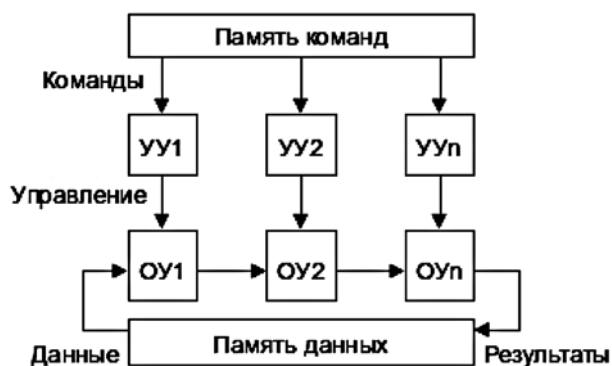 Память команд
Команды
УУ1
УУ2
УУn
Управление
ОУ1
ОУ2
ОУn
Память данных
Данные
Результаты